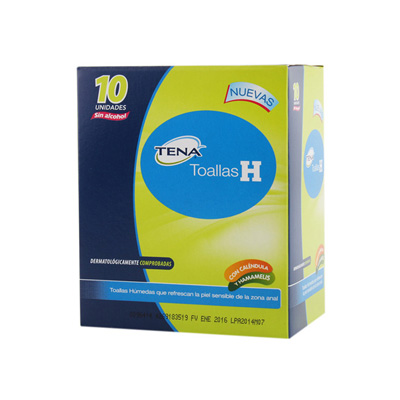 10
UNIDADES
Sin alcohol
NUEVAS
TENA
Toallas H
DERMATOLÓGICAMENTE COMPROBADAS
CON CALÉNDULA
Y HAMAMELIS
Toallas Húmedas que refrescan la piel sensible de la zona anal
FV ENE 2016 LPA2014M07